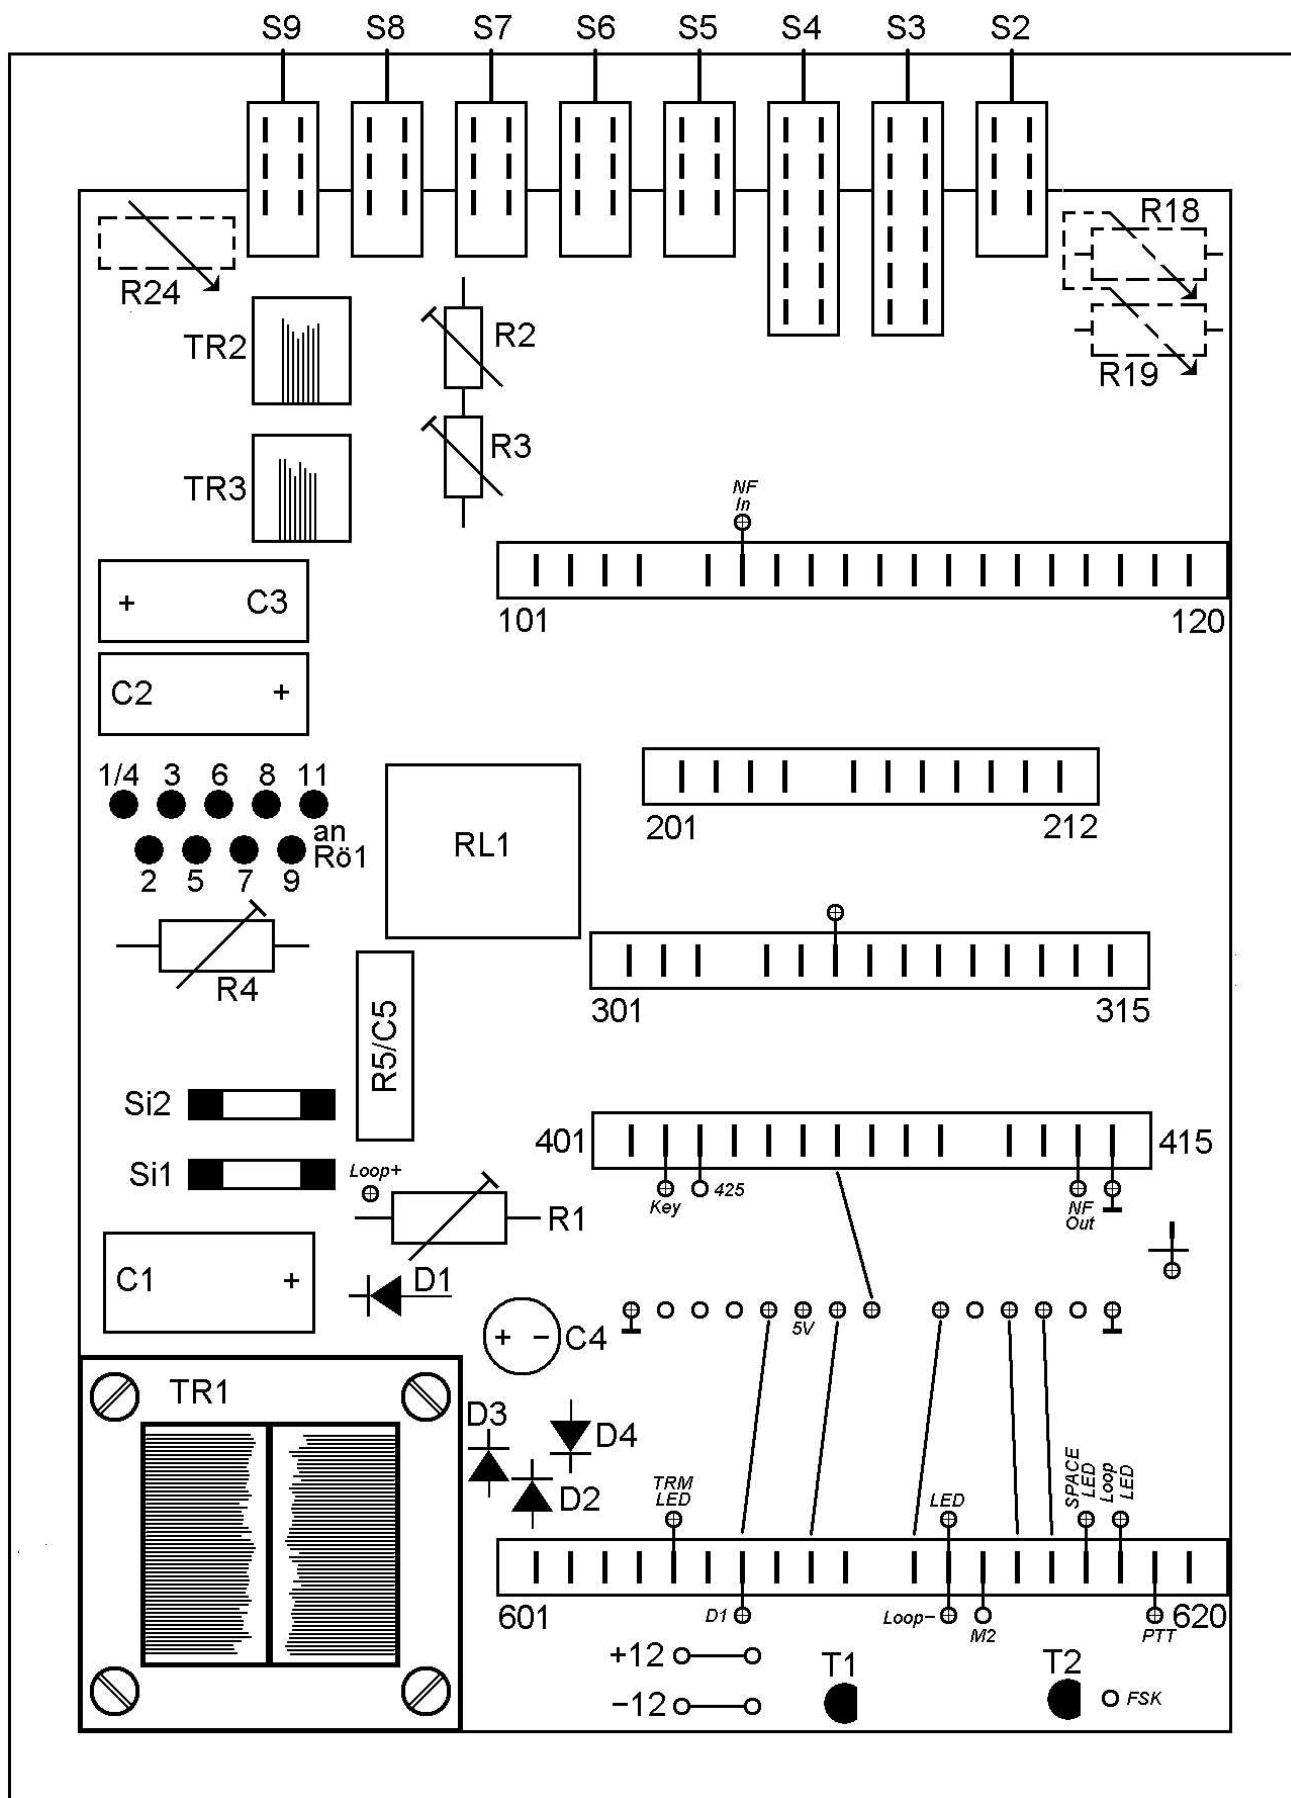 S9 S8 S7 S6 S5 S4 S3 S2
R18
R24
TR2
R2
R19
R3
TR3
NF
In
+ C3
101 120
C2 +
1/4 3 6 8 11
an
Rö1
2 5 7 9
RL1
201 212
R4
301 315
R5/C5
Si2
401 415
Si1
Loop+
Key 425
NF
Out
R1
C1 +
D1
+ − C4
5V
TR1
D3
D4
D2
TRM
LED
LED
SPACE
LED
Loop
LED
601 620
D1
Loop−
M2
PTT
+12
−12
T1
T2
FSK